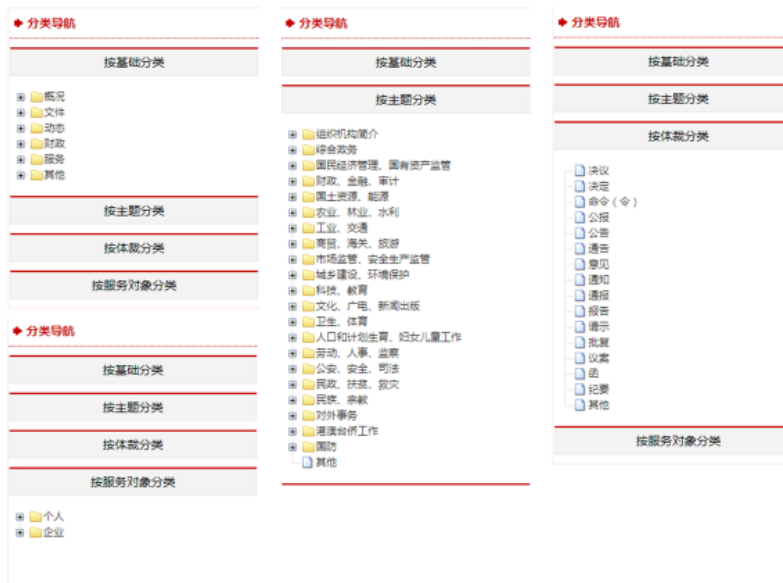 分类导航
按基础分类
概况
文件
动态
财政
服务
其他
按主题分类
按体裁分类
按服务对象分类
分类导航
按基础分类
按主题分类
按体裁分类
按服务对象分类
个人
企业
分类导航
按基础分类
按主题分类
组织机构简介
综合政务
国民经济管理、国有资产监管
财政、金融、审计
国土资源、能源
农业、林业、水利
工业、交通
商贸、海关、旅游
市场监管、安全生产监管
城乡建设、环境保护
科技、教育
文化、广电、新闻出版
卫生、体育
人口和计划生育、妇女儿童工作
劳动、人事、监察
公安、安全、司法
民政、扶贫、救灾
民族、宗教
对外事务
港澳台侨工作
国防
其他
分类导航
按基础分类
按主题分类
按体裁分类
决议
决定
命令（令）
公报
公告
通告
意见
通知
通报
报告
请示
批复
议案
函
纪要
其他
按服务对象分类